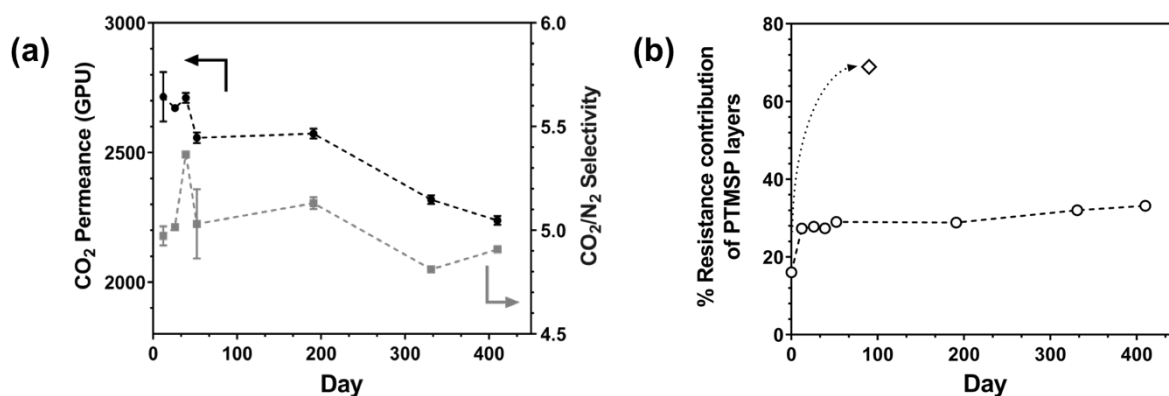 (a)
CO2 Permeance (GPU)
3000
2500
2000
0
100
200
300
400
Day
6.0
5.5
5.0
4.5
CO2/N2 Selectivity
(b)
% Resistance contribution
of PTMSP layers
80
60
40
20
0
0
100
200
300
400
Day